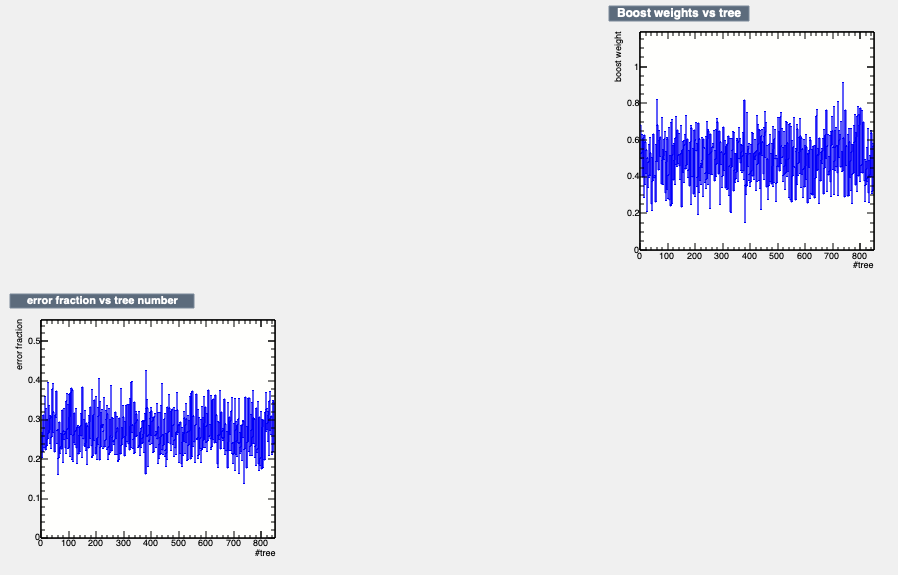 Boost weights vs tree
boost weight
1
0.8
0.6
0.4
0.2
0
0 100 200 300 400 500 600 700 800
#tree
error fraction vs tree number
error fraction
0.5
0.4
0.3
0.2
0.1
0
0 100 200 300 400 500 600 700 800
#tree